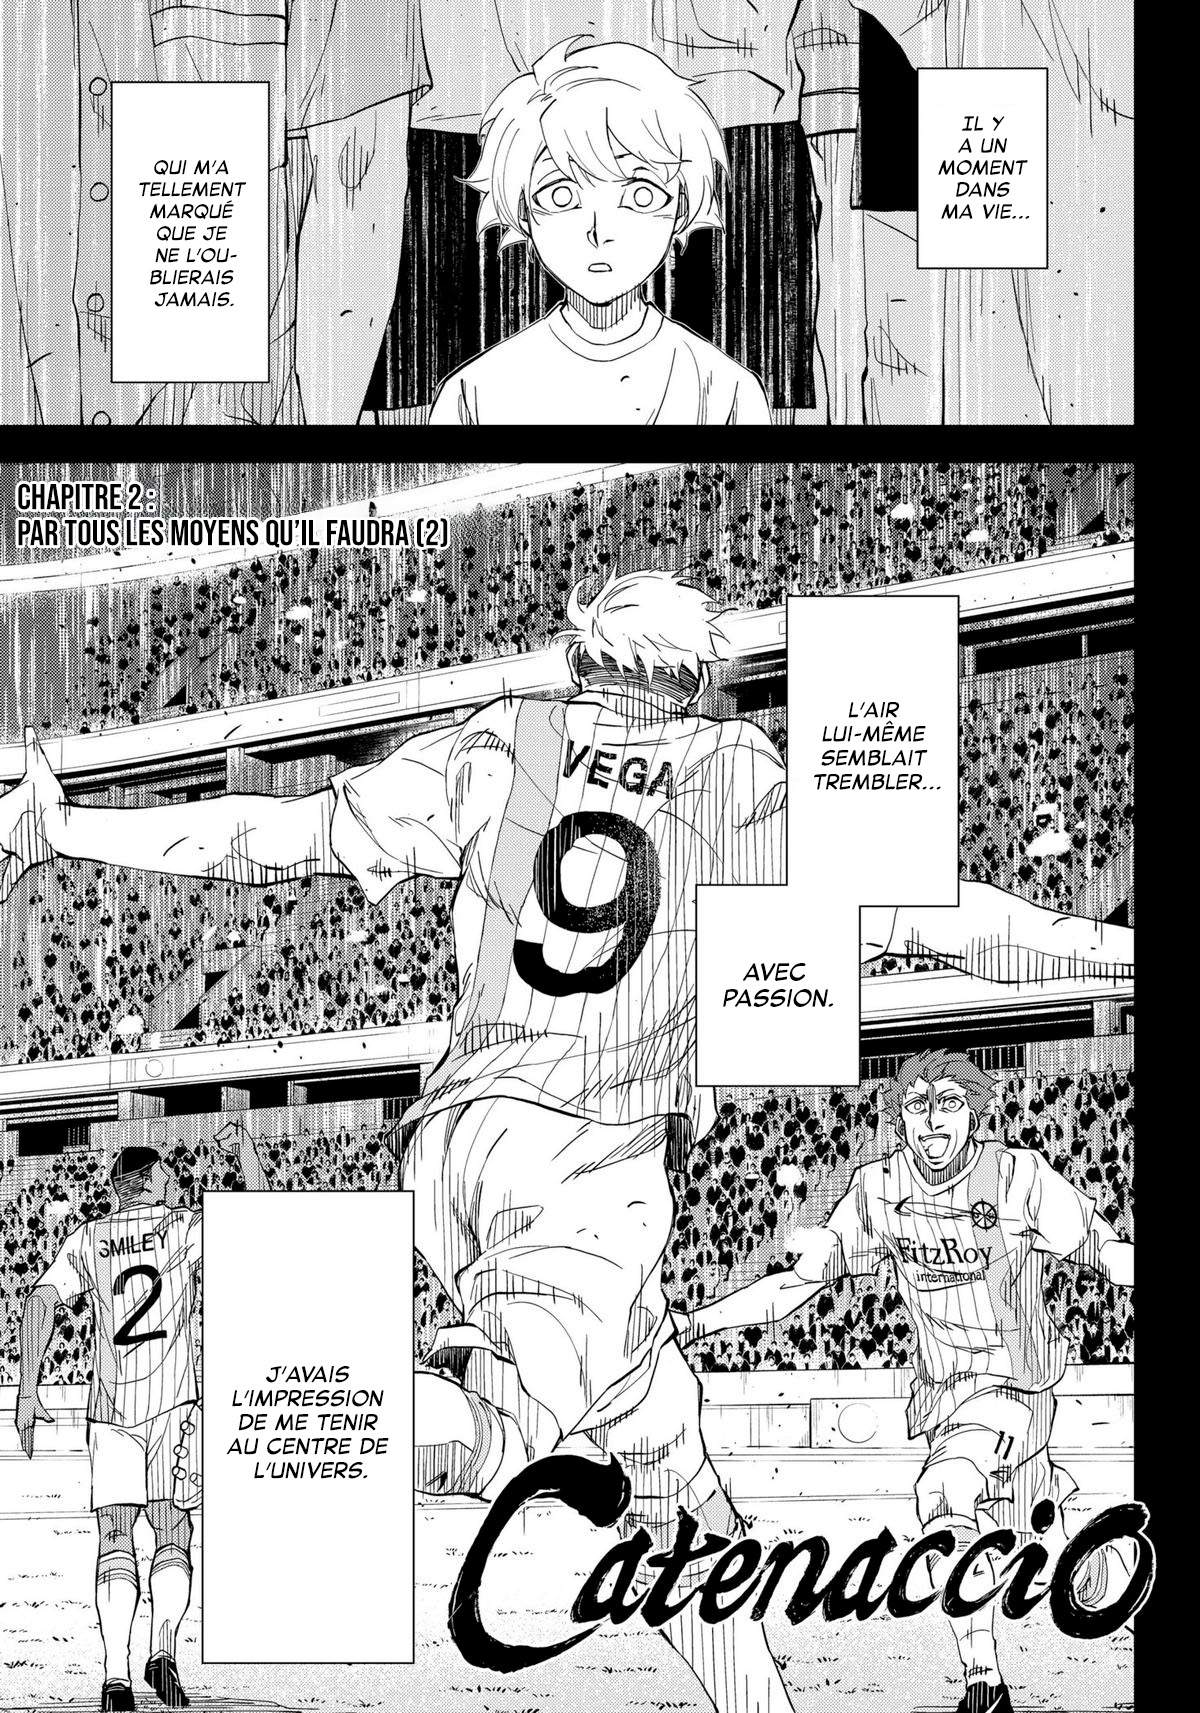 IL Y
A UN
MOMENT
DANS
MA VIE...
QUI M'A
TELLEMENT
MARQUÉ
QUE JE
NE L'OU-
BLIERAIS
JAMAIS.
CHAPITRE 2 :
PAR TOUS LES MOYENS QU'IL FAUDRA (2)
L'AIR
LUI-MÊME
SEMBLAIT
TREMBLER...
VEGA
9
AVEC
PASSION.
SMILEY
2
FitzRoy
international
11
J'AVAIS
L'IMPRESSION
DE ME TENIR
AU CENTRE DE
L'UNIVERS.
Catenaccio